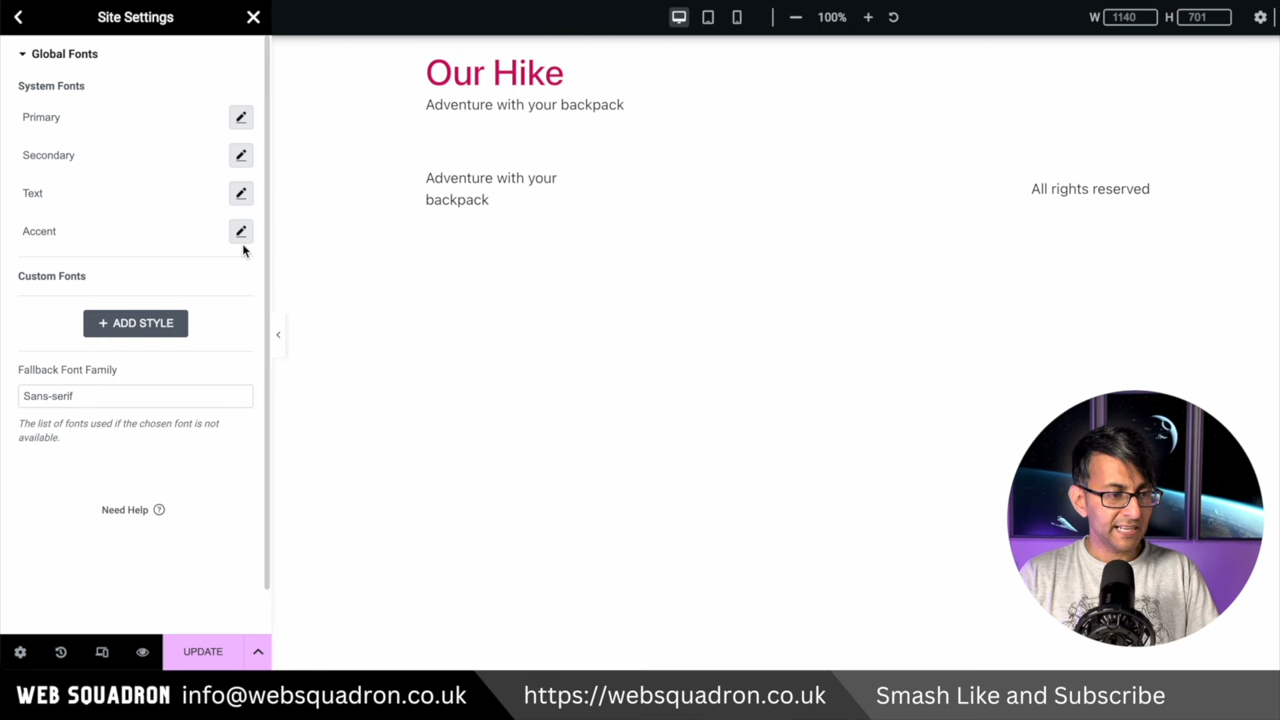 Site Settings
100%
W 1140 H 701
Global Fonts
System Fonts
Primary
Secondary
Text
Accent
Custom Fonts
+ ADD STYLE
Fallback Font Family
Sans-serif
The list of fonts used if the chosen font is not
available.
Need Help ?
UPDATE
Our Hike
Adventure with your backpack
Adventure with your
backpack
All rights reserved
WEB SQUADRON info@websquadron.co.uk https://websquadron.co.uk Smash Like and Subscribe